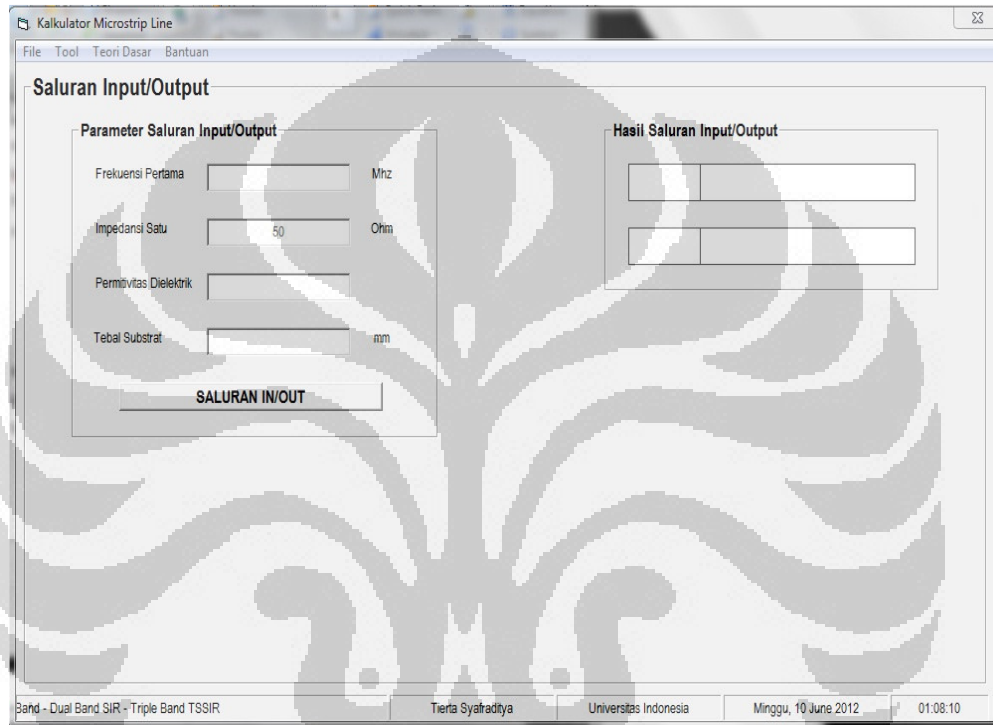 Kalkulator Microstrip Line
File Tool Teori Dasar Bantuan
Saluran Input/Output
Parameter Saluran Input/Output
Frekuensi Pertama Mhz
Impedansi Satu 50 Ohm
Permitivitas Dielektrik
Tebal Substrat mm
SALURAN IN/OUT
Hasil Saluran Input/Output
Band - Dual Band SIR - Triple Band TSSIR Tierta Syafraditya Universitas Indonesia Minggu, 10 June 2012 01:08:10